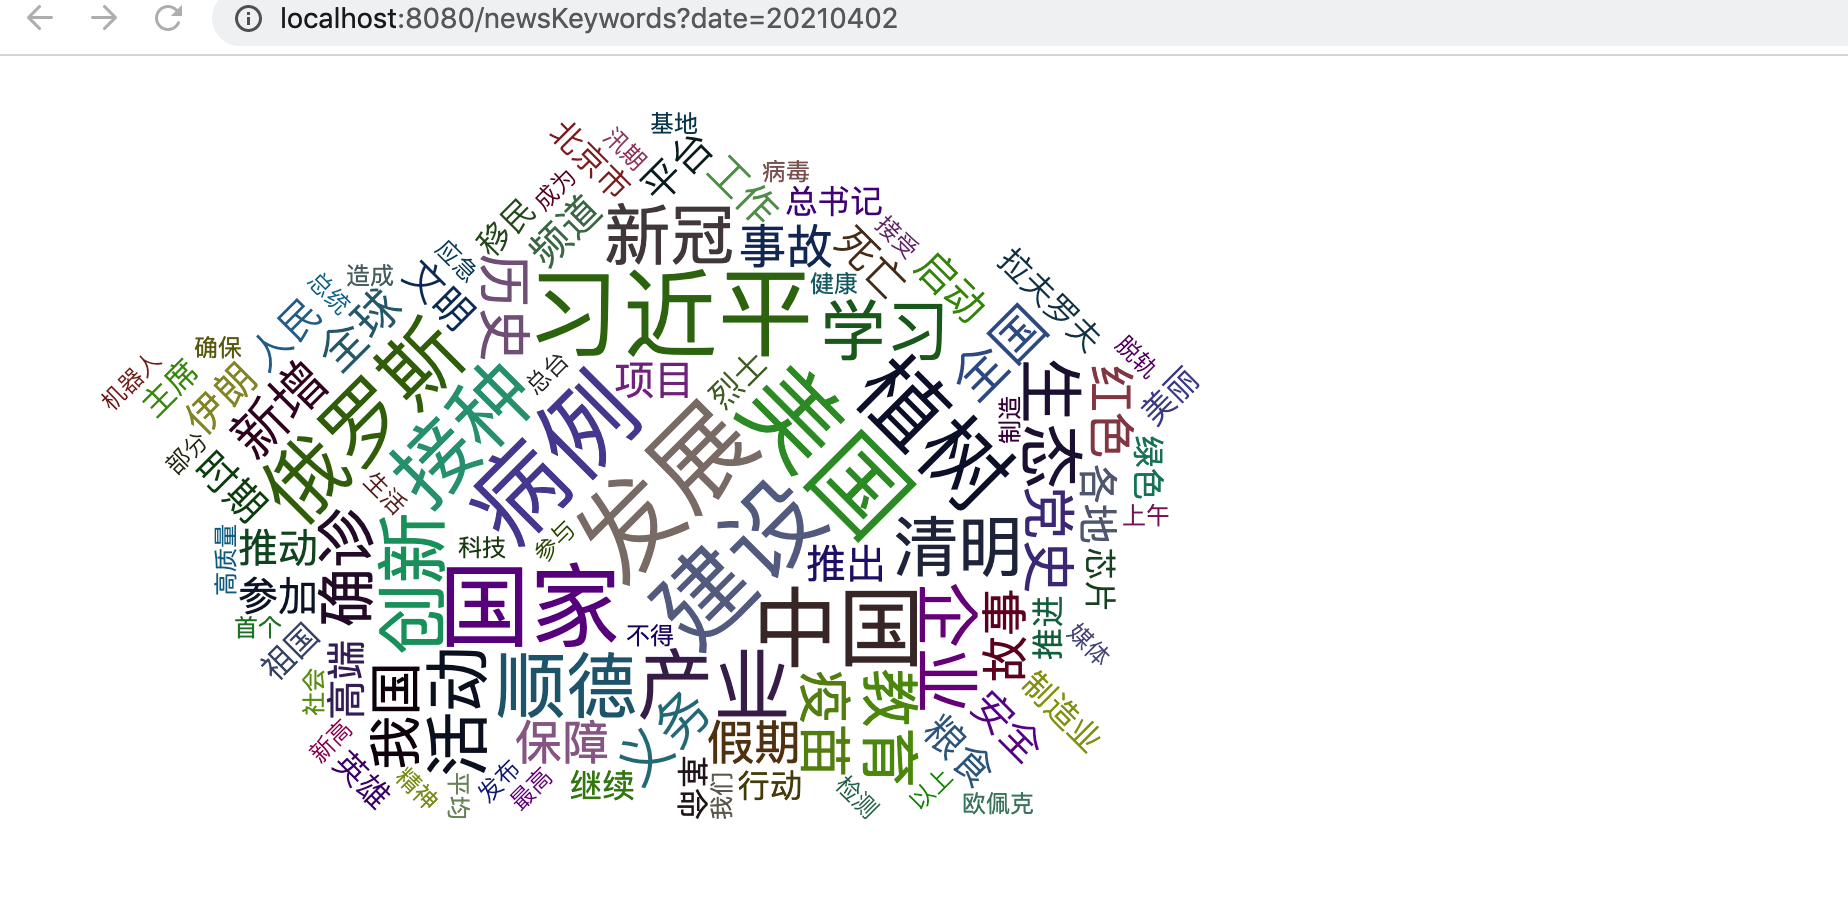 localhost:8080/newsKeywords?date=20210402
基地
北京市
汛期
平台
工作
病毒
成为
总书记
移民
频道
新冠
事故
死亡
接受
应急
文明
历史
习近平
健康
启动
拉夫罗夫
造成
总统
全球
学习
全国
人民
确保
俄罗斯
总台
项目
烈士
美国
植树
生态
红色
脱轨
美丽
机器人
主席
伊朗
新增
接种
病例
发展
制造
绿色
部分
时期
生活
各地
上午
高质量
推动
确诊
创新
科技
参与
建设
推出
清明
党史
芯片
参加
首个
国家
不得
中国
企业
故事
推进
媒体
祖国
高端
社会
我国
活动
顺德
产业
疫苗
教育
安全
制造业
新高
英雄
保障
义务
假期
粮食
精神
平均
发布
最高
继续
革命
我们
行动
检测
以上
欧佩克